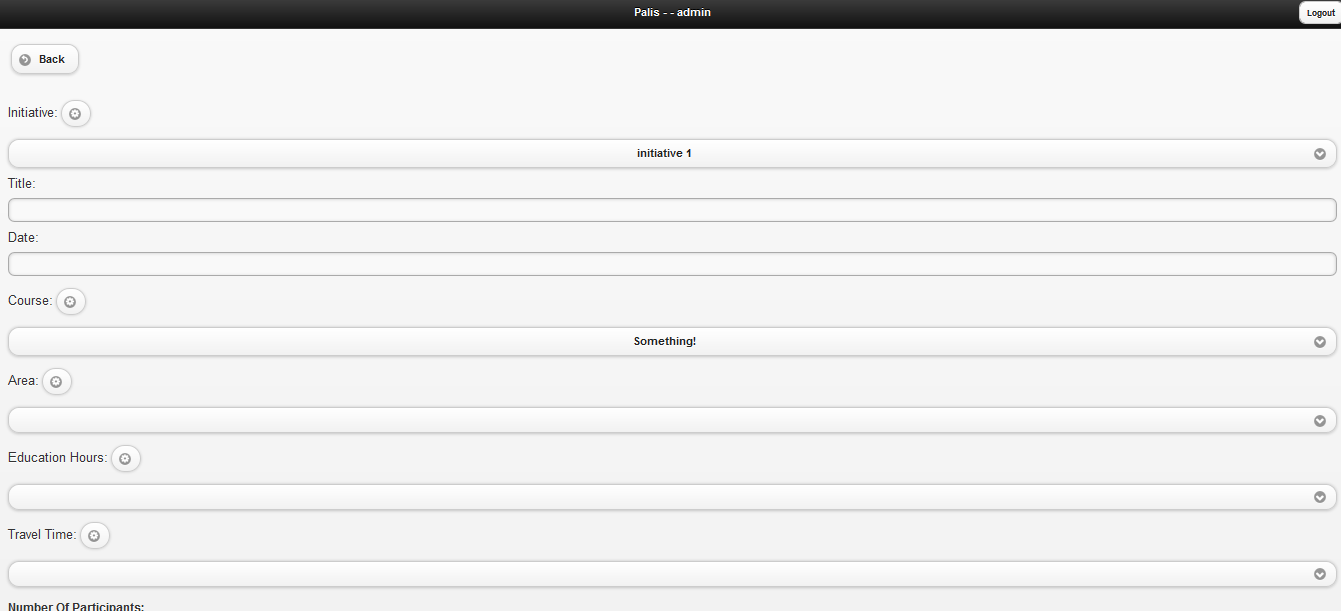 Palis - - admin
Logout
Back
Initiative:
initiative 1
Title:
Date:
Course:
Something!
Area:
Education Hours:
Travel Time:
Number Of Participants: